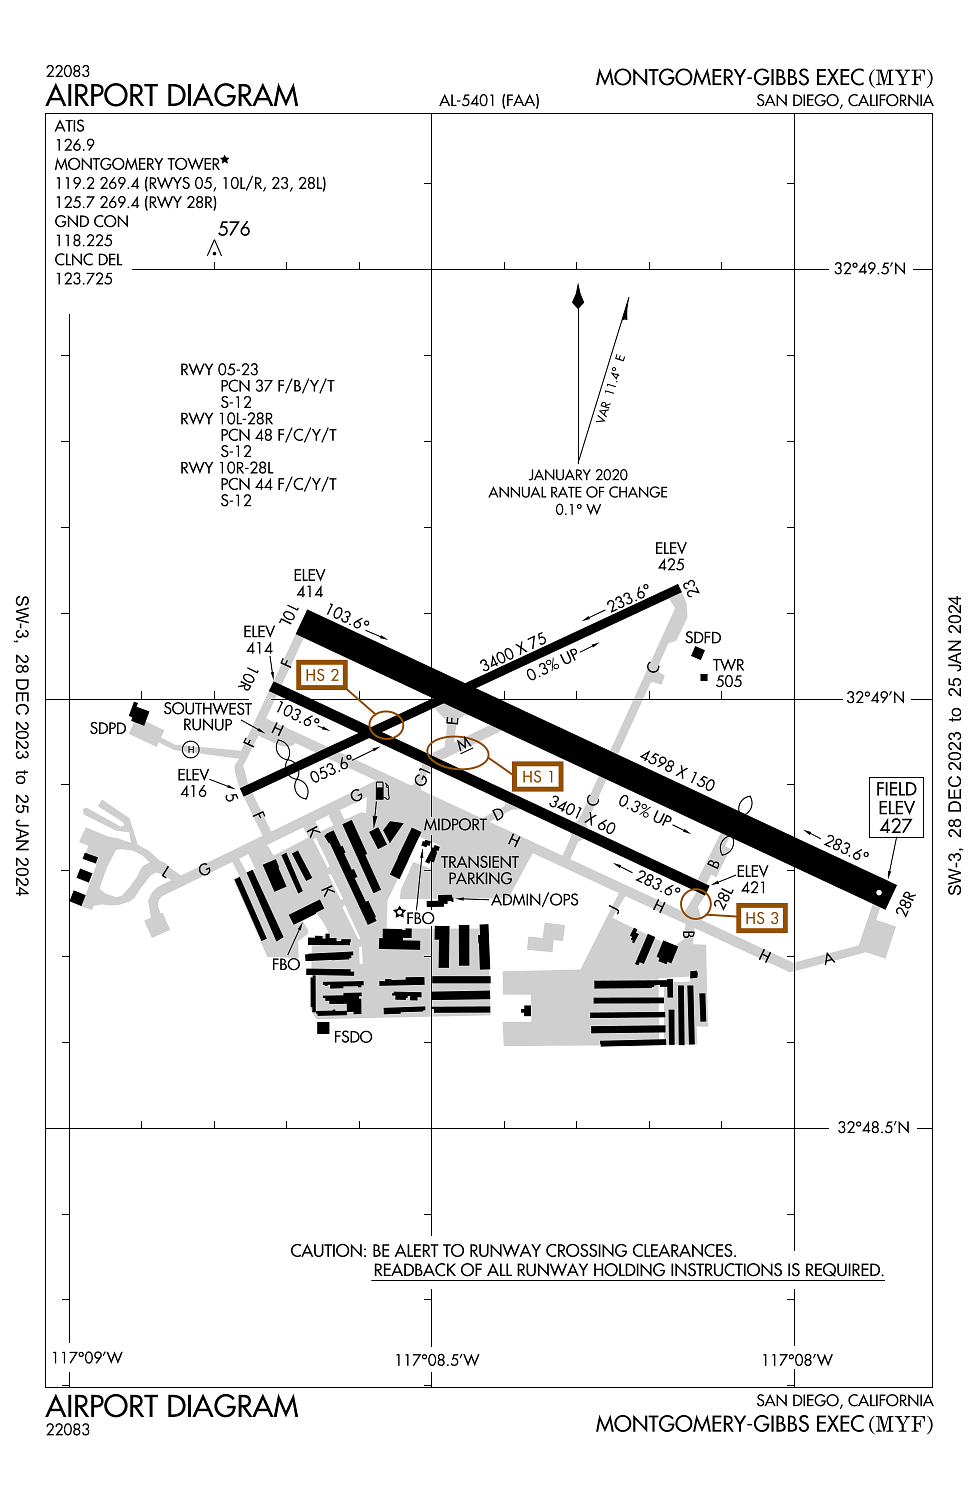 22083
AIRPORT DIAGRAM
AL-5401 (FAA)
MONTGOMERY-GIBBS EXEC (MYF)
SAN DIEGO, CALIFORNIA
ATIS
126.9
MONTGOMERY TOWER★
119.2 269.4 (RWYS 05, 10L/R, 23, 28L)
125.7 269.4 (RWY 28R)
GND CON
118.225
CLNC DEL
123.725
576
32°49.5'N
RWY 05-23
PCN 37 F/B/Y/T
S-12
RWY 10L-28R
PCN 48 F/C/Y/T
S-12
RWY 10R-28L
PCN 44 F/C/Y/T
S-12
VAR 11.4° E
JANUARY 2020
ANNUAL RATE OF CHANGE
0.1° W
ELEV
425
23
233.6°
ELEV
414
10L
103.6°
ELEV
414
10R
F
HS 2
3400 X 75
0.3% UP
SDFD
TWR
505
C
32°49'N
SDPD
SOUTHWEST
RUNUP
H
F
H
103.6°
E
M
G1
HS 1
ELEV
416
5
053.6°
4598 X 150
0.3% UP
3401 X 60
C
FIELD
ELEV
427
283.6°
28R
G
F
K
MIDPORT
D
H
TRANSIENT
PARKING
B
283.6°
ELEV
421
28L
HS 3
L
G
K
ADMIN/OPS
FBO
J
H
B
H
A
FBO
FSDO
32°48.5'N
CAUTION: BE ALERT TO RUNWAY CROSSING CLEARANCES.
READBACK OF ALL RUNWAY HOLDING INSTRUCTIONS IS REQUIRED.
117°09'W
117°08.5'W
117°08'W
AIRPORT DIAGRAM
22083
SAN DIEGO, CALIFORNIA
MONTGOMERY-GIBBS EXEC (MYF)
SW-3, 28 DEC 2023 to 25 JAN 2024
SW-3, 28 DEC 2023 to 25 JAN 2024